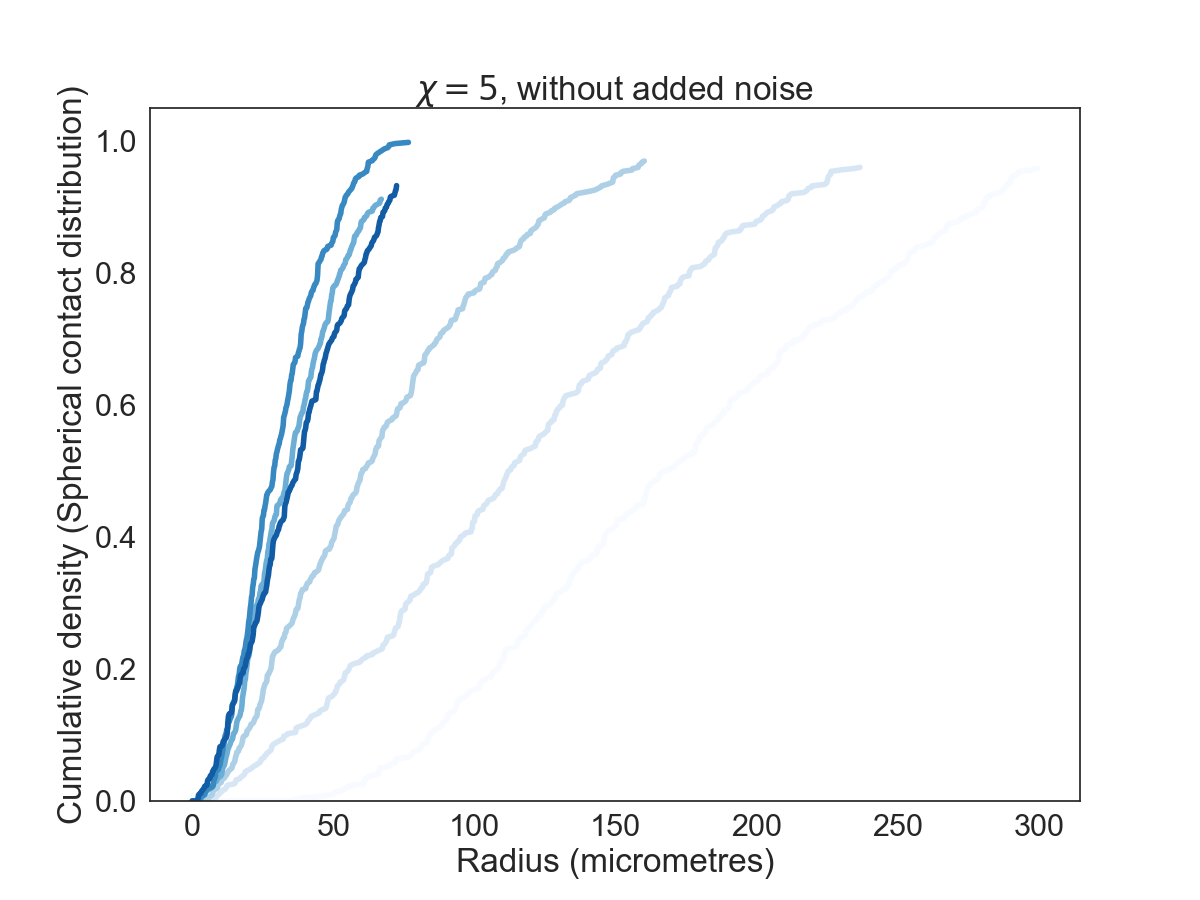 χ = 5, without added noise
Cumulative density (Spherical contact distribution)
1.0
0.8
0.6
0.4
0.2
0.0
0 50 100 150 200 250 300
Radius (micrometres)